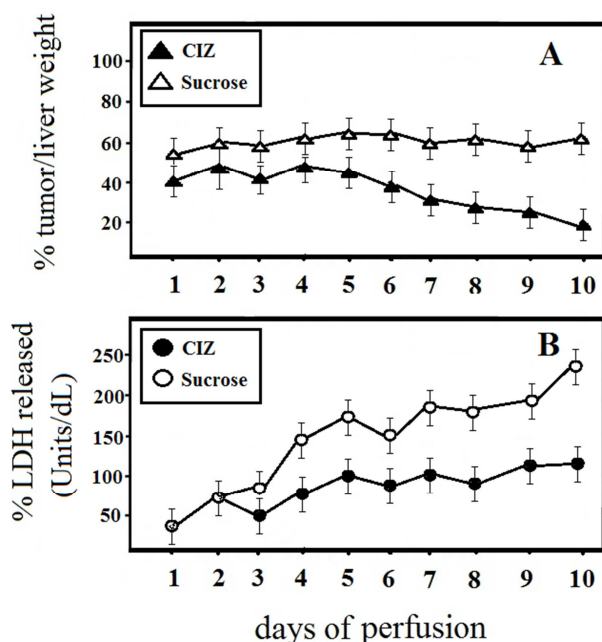 A
CIZ
Sucrose
% tumor/liver weight
100
80
60
40
20
1 2 3 4 5 6 7 8 9 10
B
CIZ
Sucrose
% LDH released
(Units/dL)
250
200
150
100
50
1 2 3 4 5 6 7 8 9 10
days of perfusion